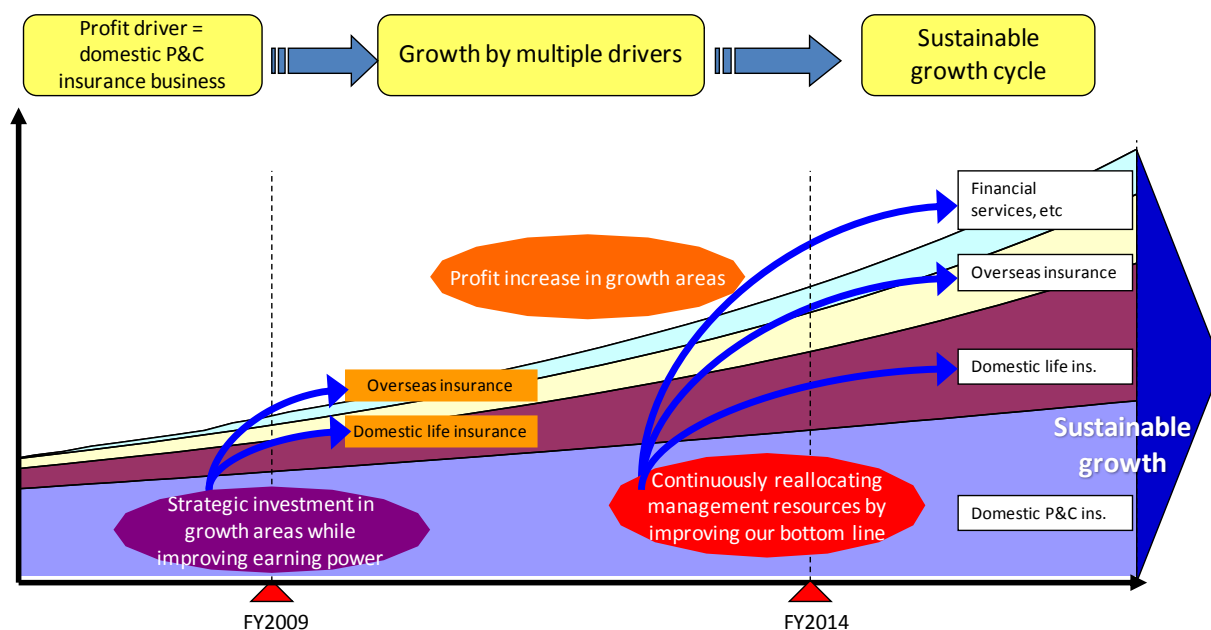 Profit driver =
domestic P&C
insurance business
Growth by multiple drivers
Sustainable
growth cycle
Financial
services, etc
Profit increase in growth areas
Overseas insurance
Domestic life ins.
Overseas insurance
Domestic life insurance
Sustainable
growth
Strategic investment in
growth areas while
improving earning power
Continuously reallocating
management resources by
improving our bottom line
Domestic P&C ins.
FY2009
FY2014